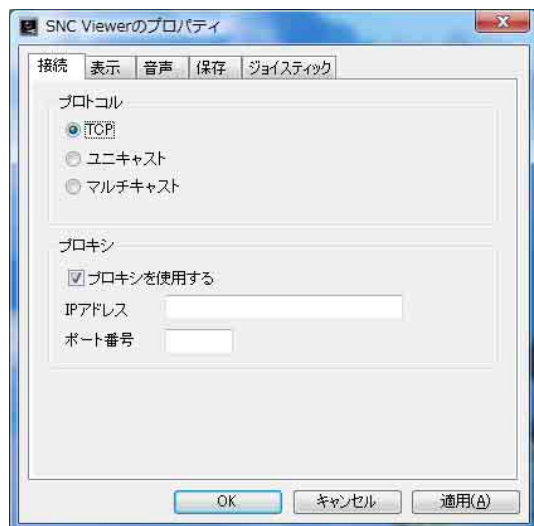 SNC Viewerのプロパティ
接続 表示 音声 保存 ジョイスティック
プロトコル
TCP
ユニキャスト
マルチキャスト
プロキシ
プロキシを使用する
IPアドレス
ポート番号
OK キャンセル 適用(A)